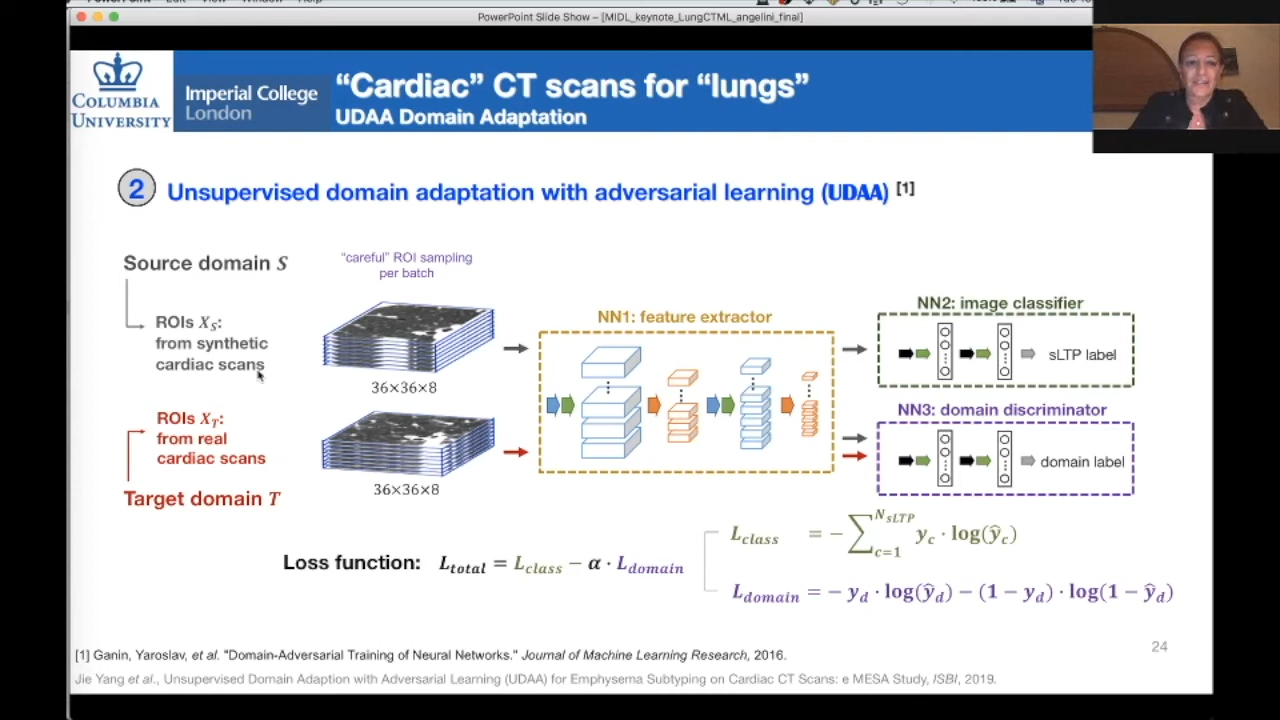 PowerPoint Slide Show – [MIDL_keynote_LungCTML_angelini_final]
COLUMBIA
UNIVERSITY
Imperial College
London
“Cardiac” CT scans for “lungs”
UDAA Domain Adaptation
2
Unsupervised domain adaptation with adversarial learning (UDAA) [1]
Source domain S
“careful” ROI sampling
per batch
ROIs X_S:
from synthetic
cardiac scans
36×36×8
ROIs X_T:
from real
cardiac scans
36×36×8
Target domain T
NN1: feature extractor
NN2: image classifier
sLTP label
NN3: domain discriminator
domain label
Loss function: L_total = L_class − α · L_domain
L_class = − ∑_{c=1}^{N_sLTP} y_c · log(ŷ_c)
L_domain = − y_d · log(ŷ_d) − (1 − y_d) · log(1 − ŷ_d)
24
[1] Ganin, Yaroslav, et al. "Domain-Adversarial Training of Neural Networks." Journal of Machine Learning Research, 2016.
Jie Yang et al., Unsupervised Domain Adaption with Adversarial Learning (UDAA) for Emphysema Subtyping on Cardiac CT Scans: e MESA Study, ISBI, 2019.